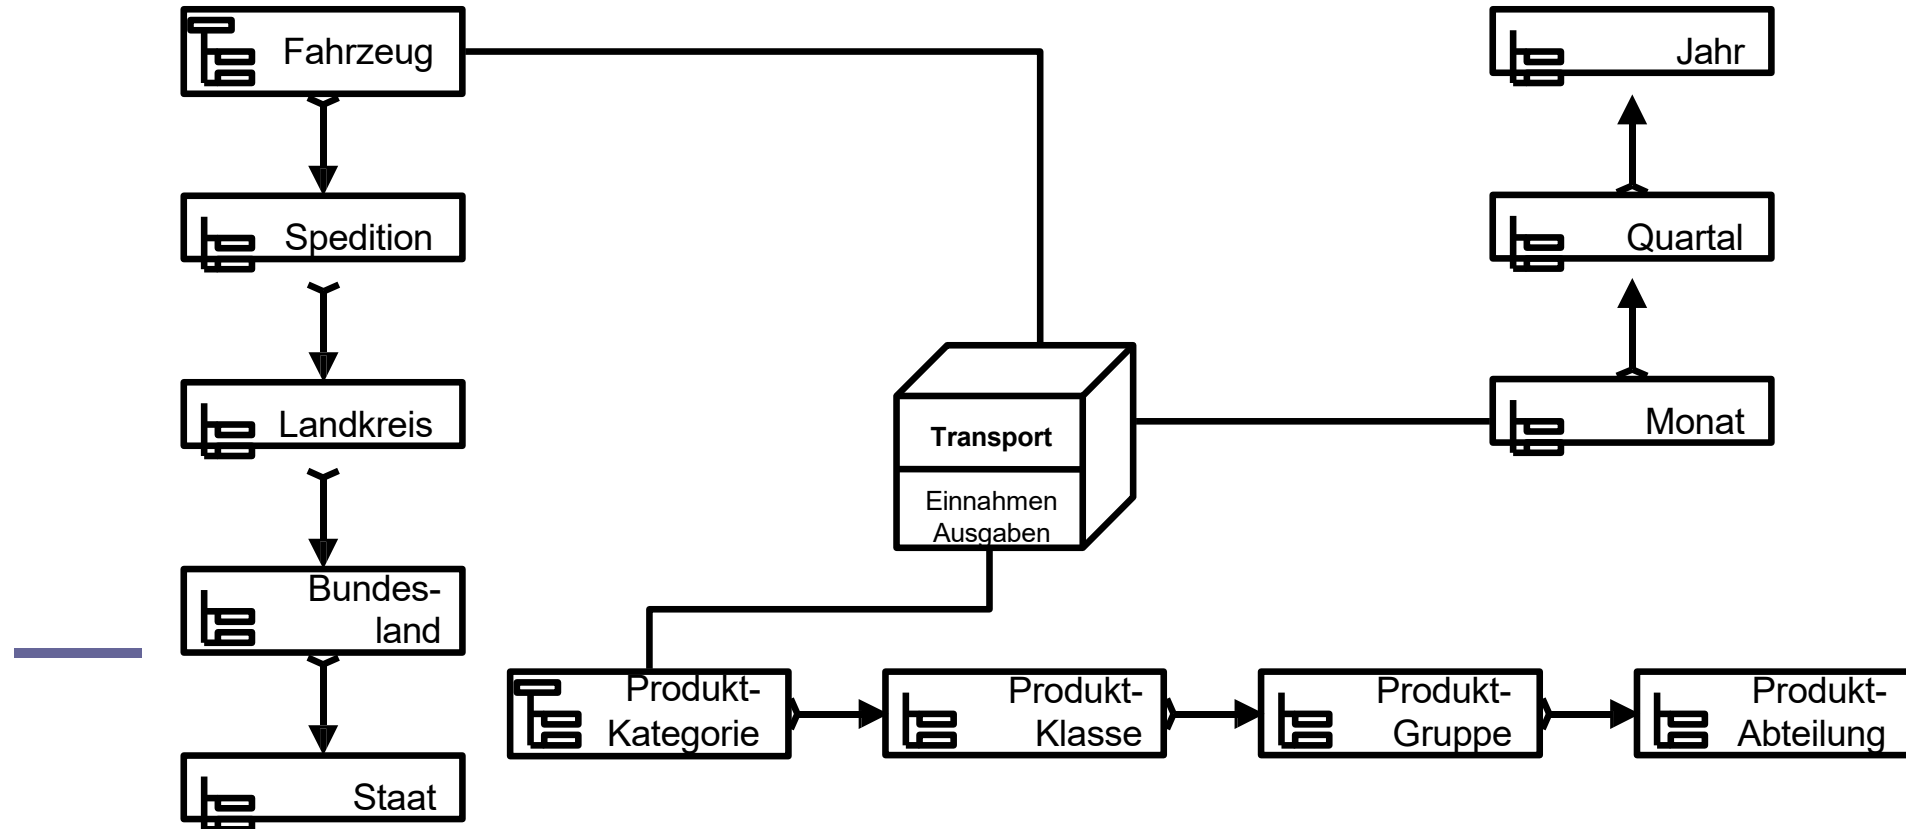 Fahrzeug
Jahr
Spedition
Quartal
Landkreis
Monat
Transport
Einnahmen
Ausgaben
Bundes-
land
Staat
Produkt-
Kategorie
Produkt-
Klasse
Produkt-
Gruppe
Produkt-
Abteilung